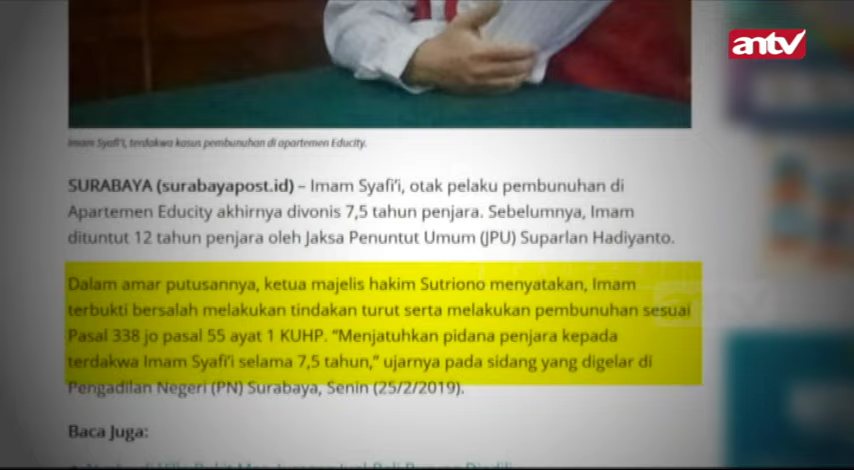 antv
Imam Syafi'i, terdakwa kasus pembunuhan di apartemen Educity.
SURABAYA (surabayapost.id) – Imam Syafi'i, otak pelaku pembunuhan di
Apartemen Educity akhirnya divonis 7,5 tahun penjara. Sebelumnya, Imam
dituntut 12 tahun penjara oleh Jaksa Penuntut Umum (JPU) Suparlan Hadiyanto.
Dalam amar putusannya, ketua majelis hakim Sutriono menyatakan, Imam
terbukti bersalah melakukan tindakan turut serta melakukan pembunuhan sesuai
Pasal 338 jo pasal 55 ayat 1 KUHP. "Menjatuhkan pidana penjara kepada
terdakwa Imam Syafi'i selama 7,5 tahun," ujarnya pada sidang yang digelar di
Pengadilan Negeri (PN) Surabaya, Senin (25/2/2019).
Baca Juga: